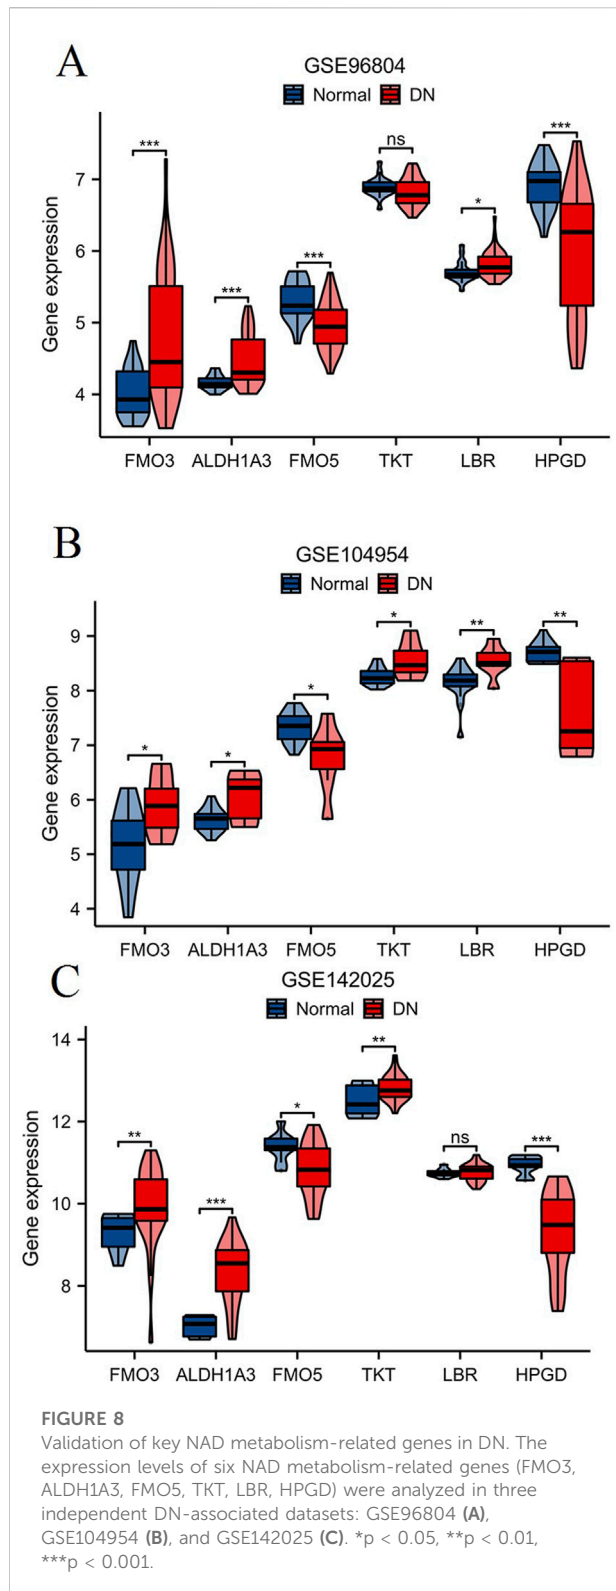 A
GSE96804
Normal DN
Gene expression
7
6
5
4
***
***
***
ns
*
***
FMO3 ALDH1A3 FMO5 TKT LBR HPGD
B
GSE104954
Normal DN
Gene expression
9
8
7
6
5
4
*
*
*
*
**
**
FMO3 ALDH1A3 FMO5 TKT LBR HPGD
C
GSE142025
Normal DN
Gene expression
14
12
10
8
**
***
*
**
ns
***
FMO3 ALDH1A3 FMO5 TKT LBR HPGD
FIGURE 8
Validation of key NAD metabolism-related genes in DN. The
expression levels of six NAD metabolism-related genes (FMO3,
ALDH1A3, FMO5, TKT, LBR, HPGD) were analyzed in three
independent DN-associated datasets: GSE96804 (A),
GSE104954 (B), and GSE142025 (C). *p < 0.05, **p < 0.01,
***p < 0.001.